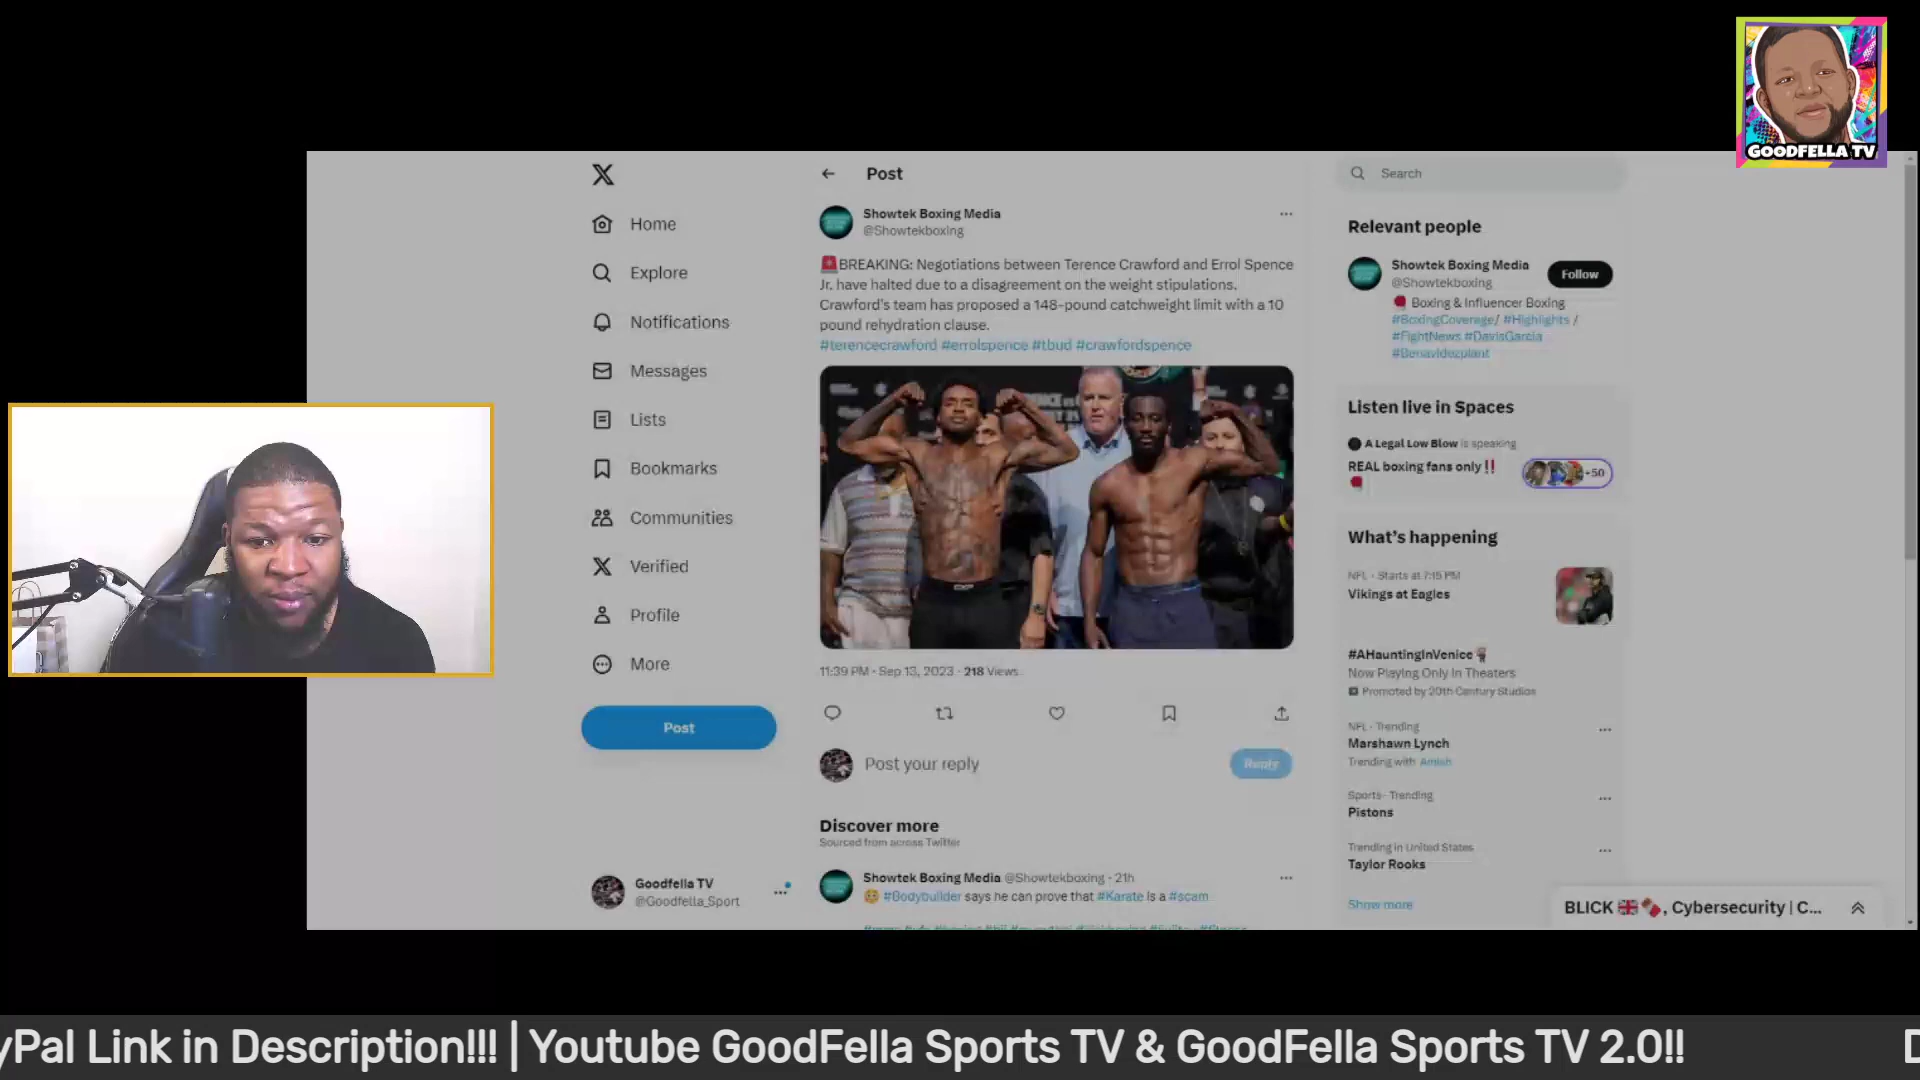 GOODFELLA TV
Home
Explore
Notifications
Messages
Lists
Bookmarks
Communities
Verified
Profile
More
Post
Goodfella TV
@Goodfella_Sport
Post
Showtek Boxing Media
@Showtekboxing
🚨BREAKING: Negotiations between Terence Crawford and Errol Spence
Jr. have halted due to a disagreement on the weight stipulations.
Crawford's team has proposed a 148-pound catchweight limit with a 10
pound rehydration clause.
#terencecrawford #errolspence #tbud #crawfordspence
11:39 PM · Sep 13, 2023 · 218 Views
Post your reply
Reply
Discover more
Sourced from across Twitter
Showtek Boxing Media @Showtekboxing · 21h
😳 #Bodybuilder says he can prove that #Karate is a #scam
Search
Relevant people
Showtek Boxing Media
@Showtekboxing
Follow
🥊 Boxing & Influencer Boxing
#BoxingCoverage/ #Highlights /
#FightNews #DavisGarcia
#Benavidezplant
Listen live in Spaces
A Legal Low Blow is speaking
REAL boxing fans only‼️
🥊
+50
What's happening
NFL · Starts at 7:15 PM
Vikings at Eagles
#AHauntingInVenice
Now Playing Only In Theaters
Promoted by 20th Century Studios
NFL · Trending
Marshawn Lynch
Trending with Amish
Sports · Trending
Pistons
Trending in United States
Taylor Rooks
Show more
BLICK 🇬🇧🍫, Cybersecurity | C...
yPal Link in Description!!! | Youtube GoodFella Sports TV & GoodFella Sports TV 2.0!!